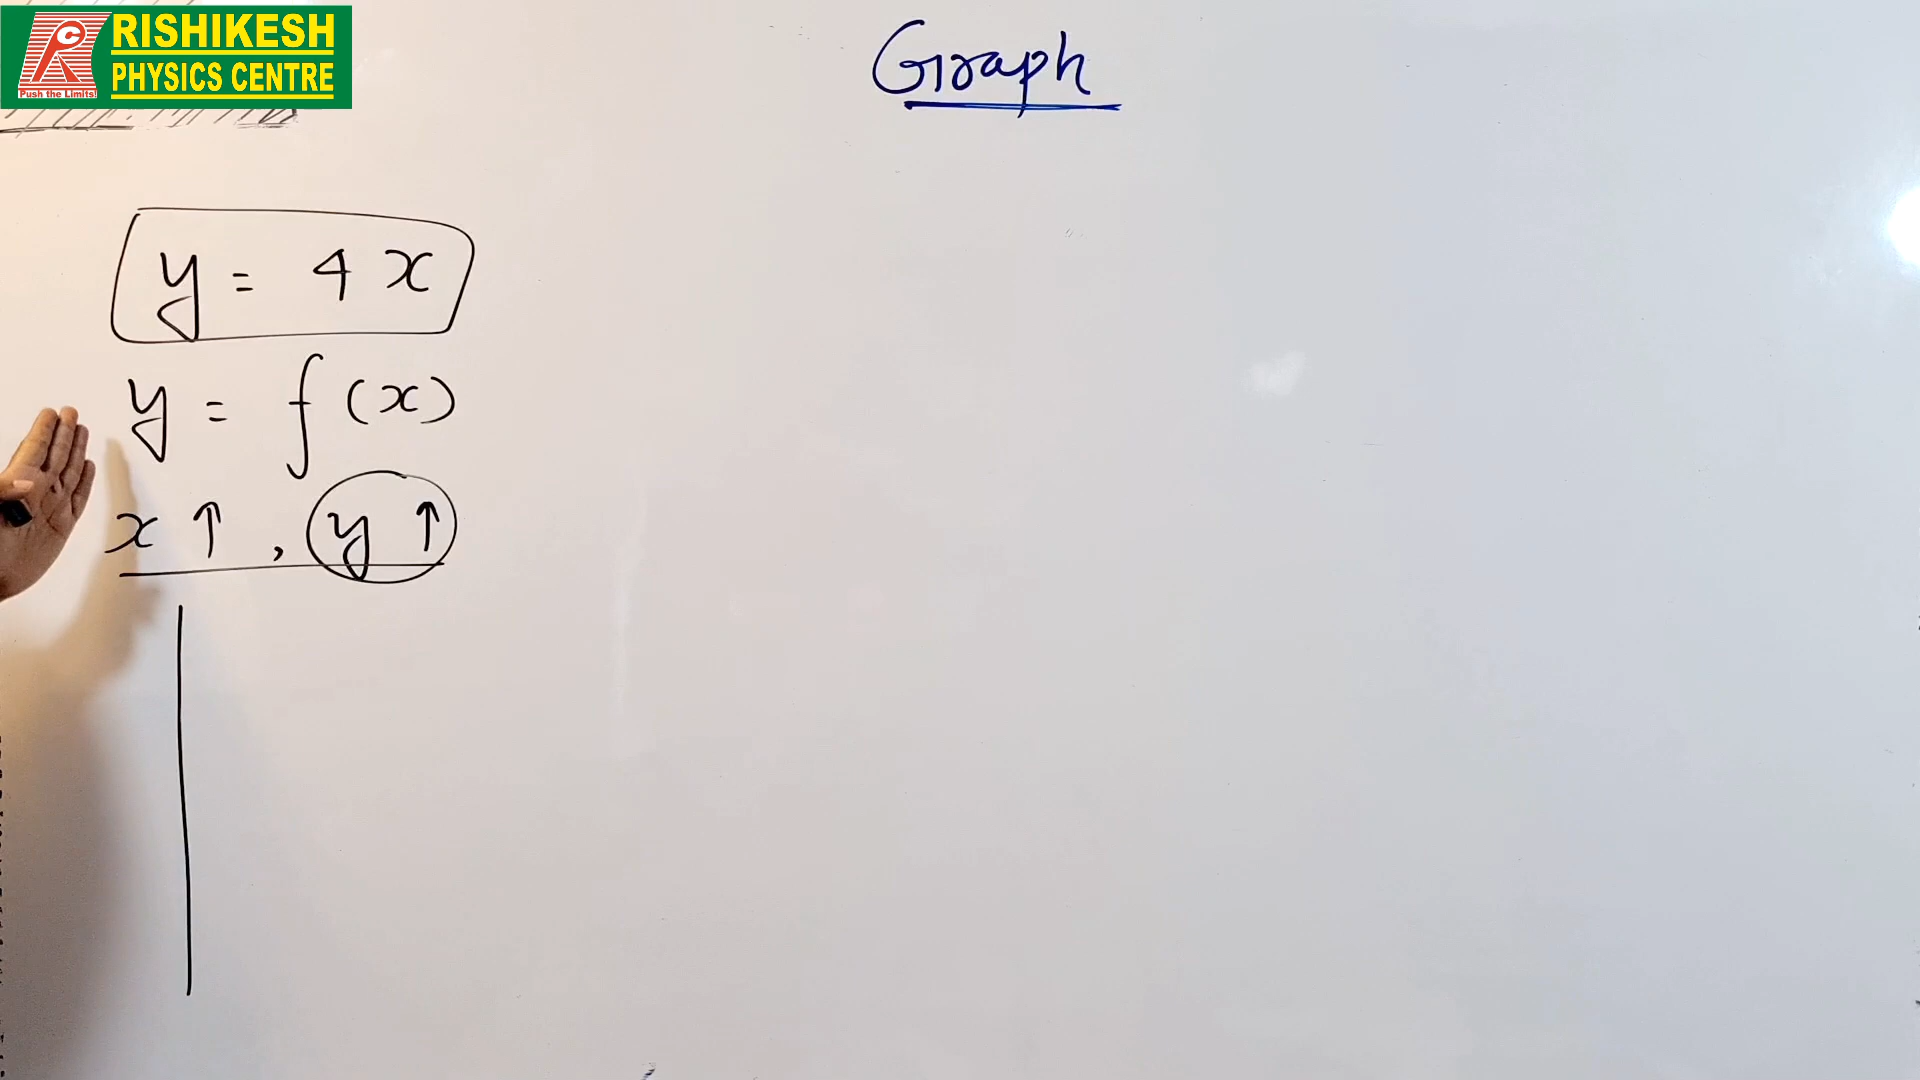 RISHIKESH
PHYSICS CENTRE
Push the Limits!
Graph
y = 4x
y = f(x)
x ↑, y ↑